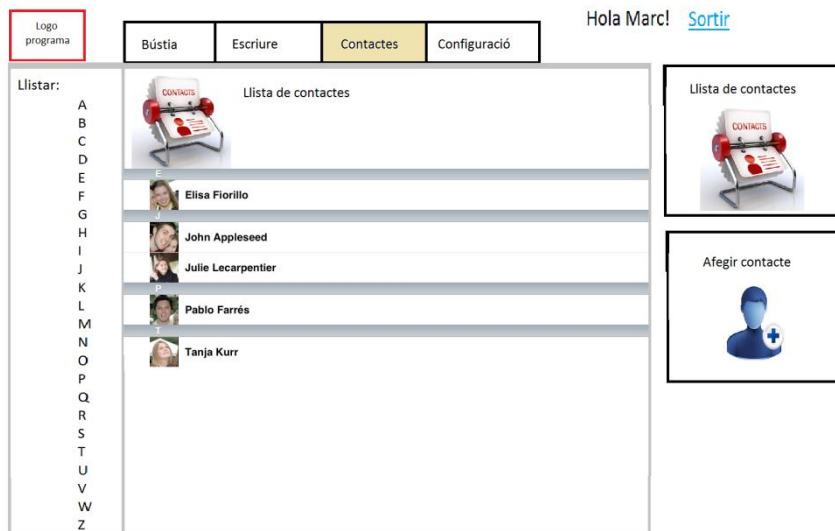 Logo
programa
Bústia
Escriure
Contactes
Configuració
Hola Marc!
Sortir
Llistar:
A
B
C
D
E
F
G
H
I
J
K
L
M
N
O
P
Q
R
S
T
U
V
W
Z
CONTACTS
Llista de contactes
E
Elisa Fiorillo
J
John Appleseed
Julie Lecarpentier
P
Pablo Farrés
T
Tanja Kurr
Llista de contactes
CONTACTS
Afegir contacte